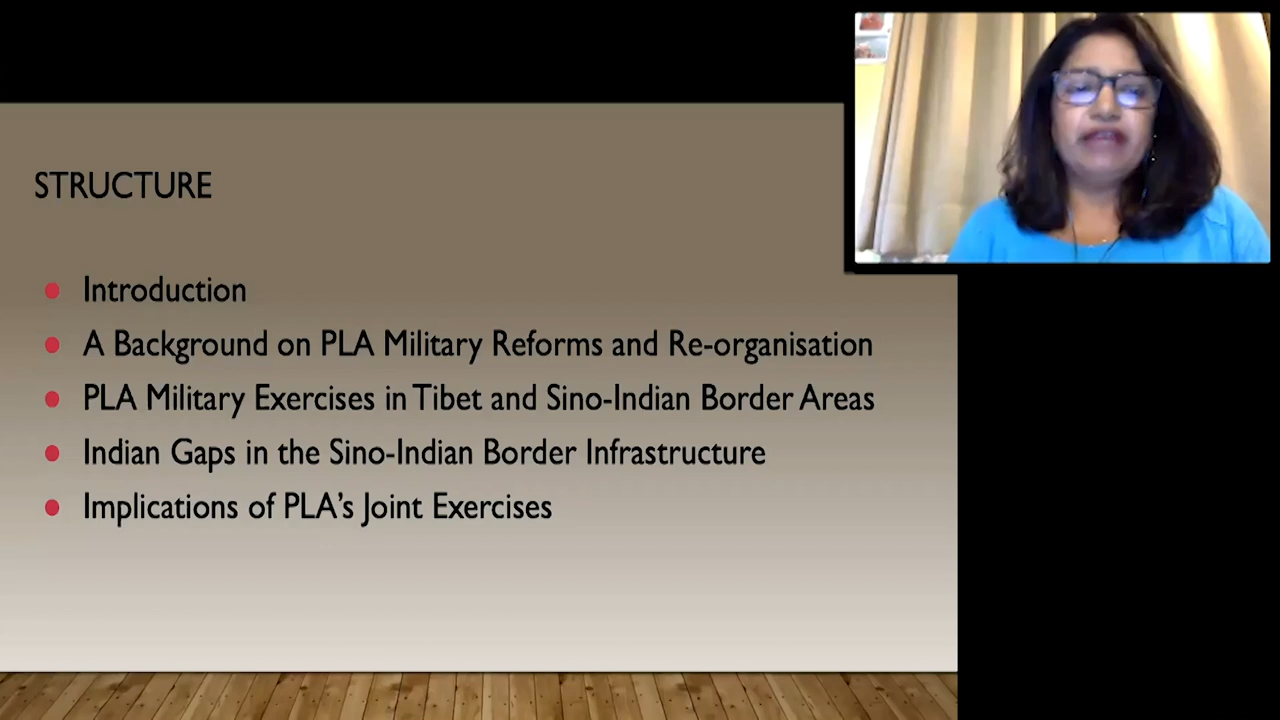 STRUCTURE
Introduction
A Background on PLA Military Reforms and Re-organisation
PLA Military Exercises in Tibet and Sino-Indian Border Areas
Indian Gaps in the Sino-Indian Border Infrastructure
Implications of PLA’s Joint Exercises